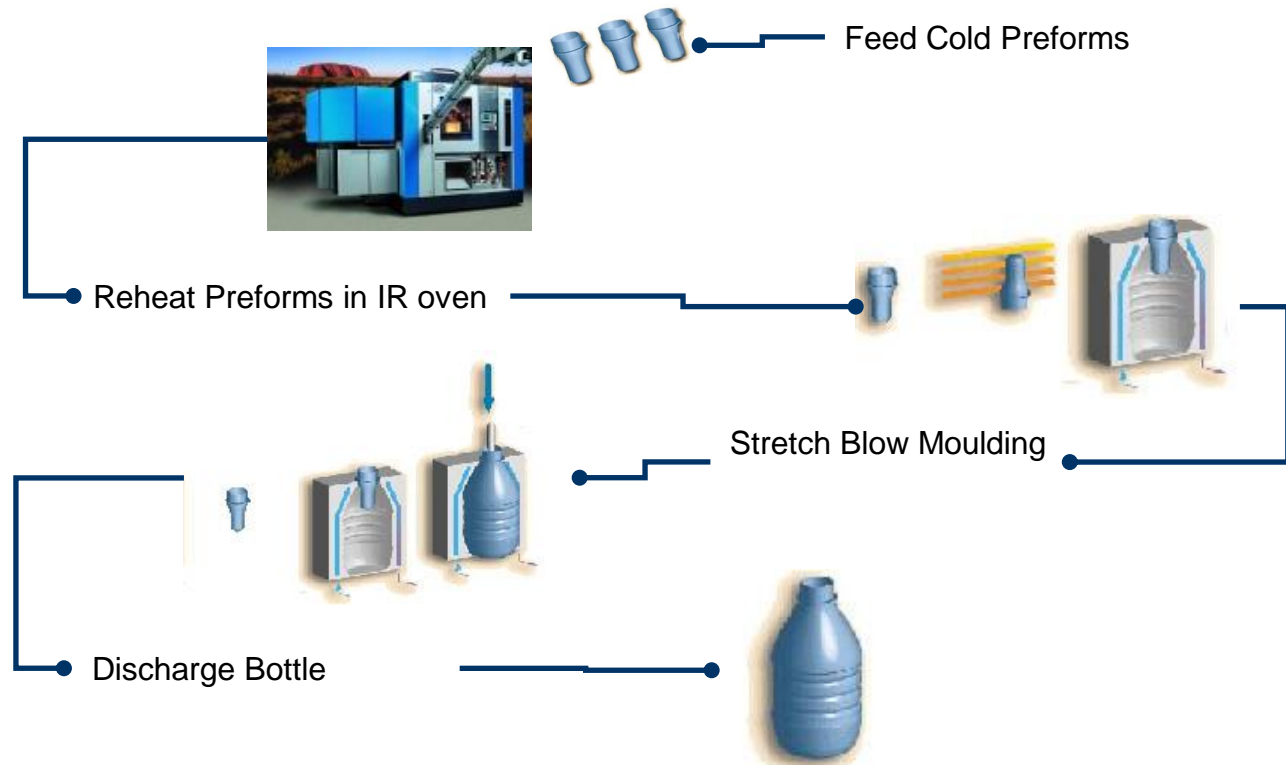 Feed Cold Preforms
Reheat Preforms in IR oven
Stretch Blow Moulding
Discharge Bottle